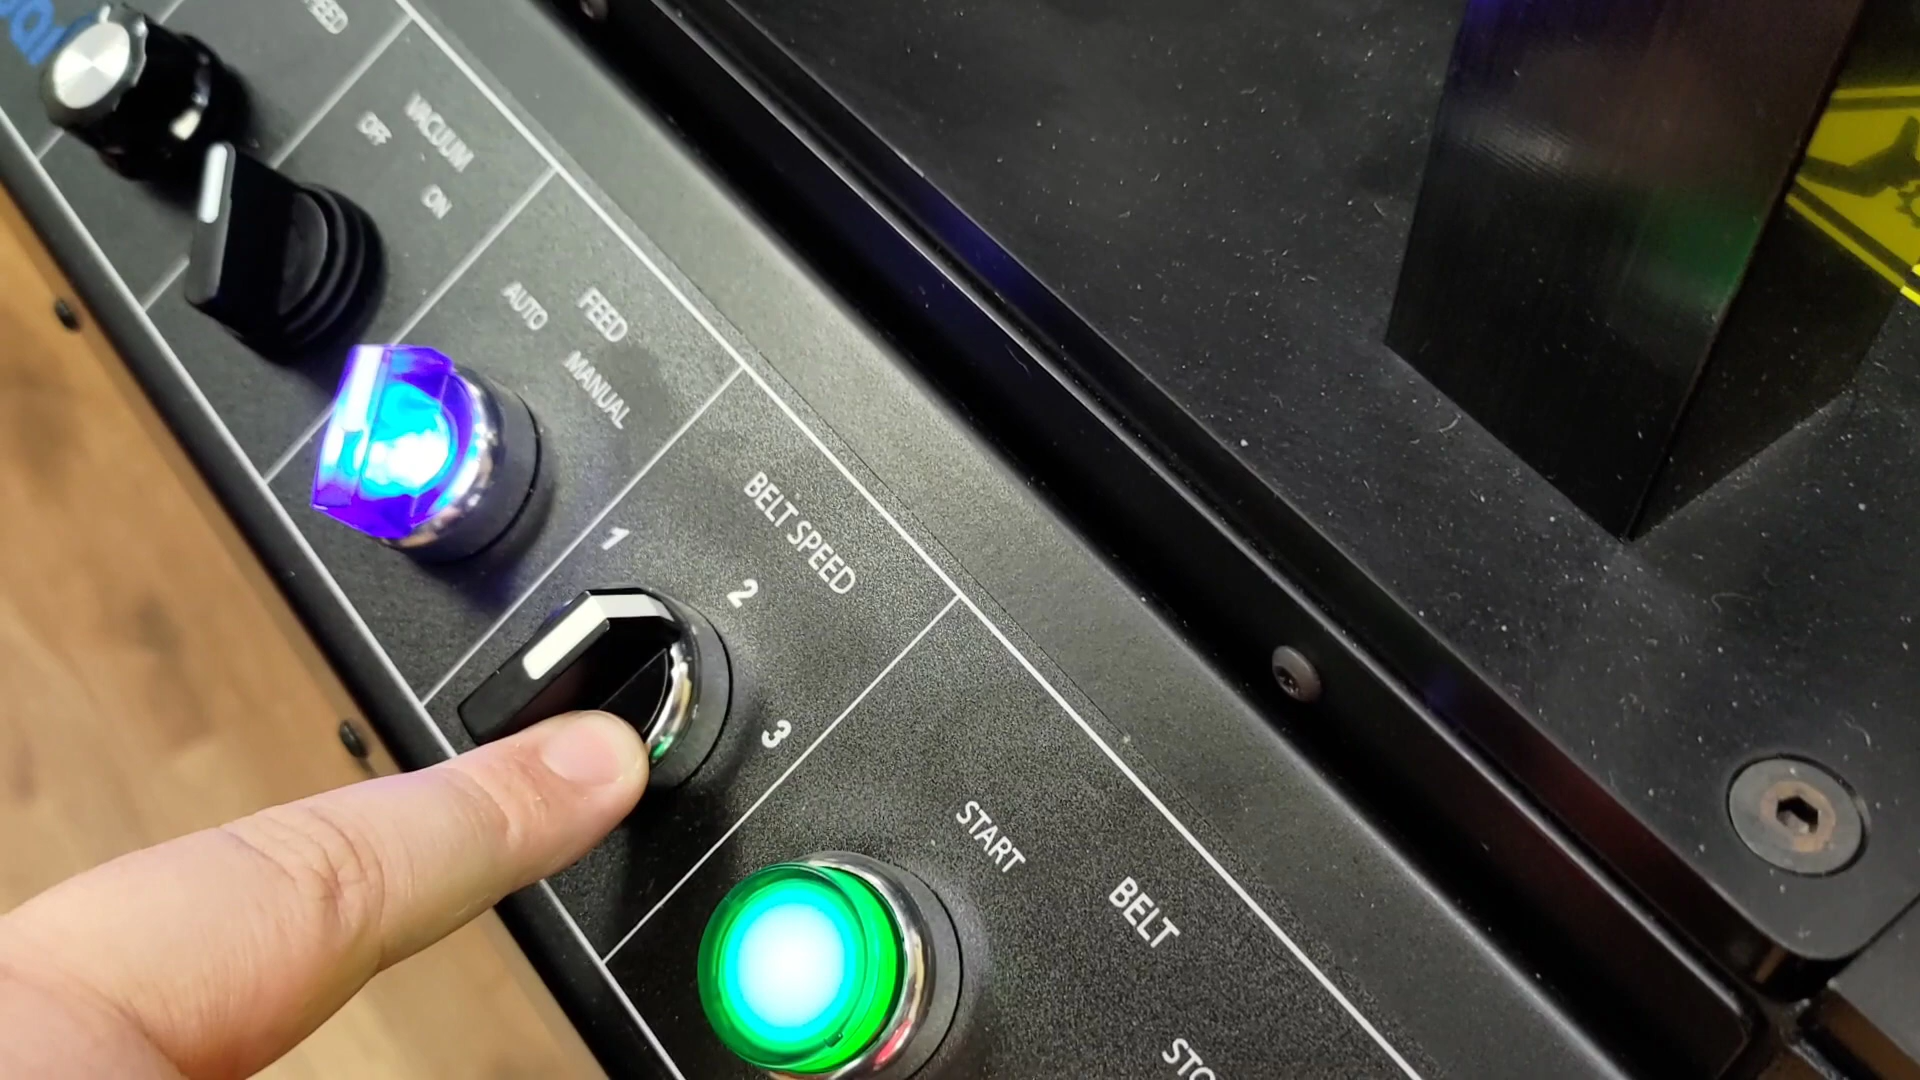 VACUUM
OFF
ON
FEED
AUTO
MANUAL
BELT SPEED
1
2
3
START
BELT